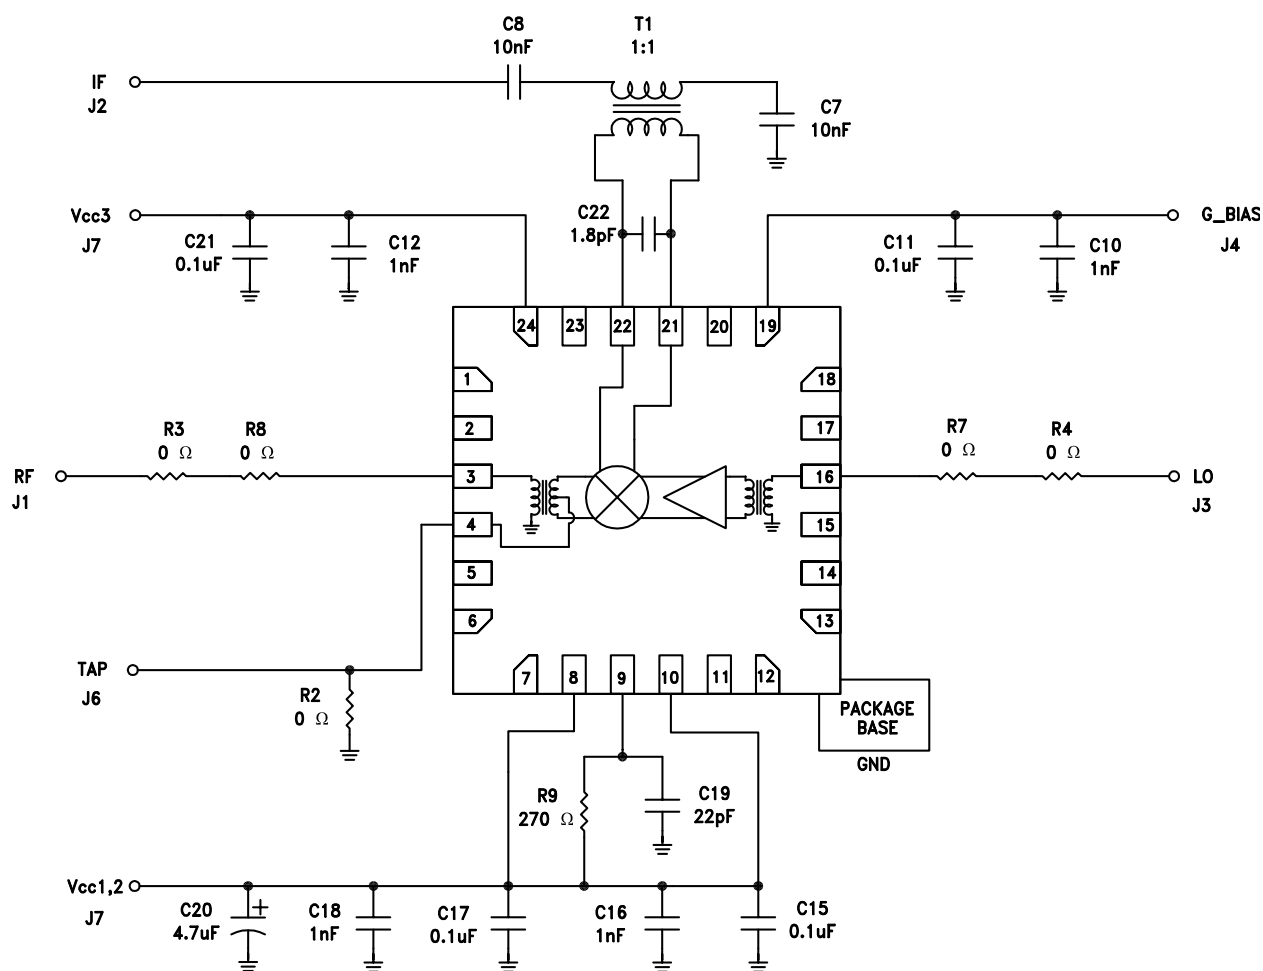 C8
10nF
T1
1:1
IF
J2
C7
10nF
Vcc3
J7
C21
0.1uF
C12
1nF
C22
1.8pF
C11
0.1uF
C10
1nF
G_BIAS
J4
24
23
22
21
20
19
1
2
3
4
5
6
18
17
16
15
14
13
RF
J1
R3
0 Ω
R8
0 Ω
R7
0 Ω
R4
0 Ω
LO
J3
TAP
J6
R2
0 Ω
7
8
9
10
11
12
PACKAGE
BASE
GND
R9
270 Ω
C19
22pF
Vcc1,2
J7
C20
4.7uF
+
C18
1nF
C17
0.1uF
C16
1nF
C15
0.1uF